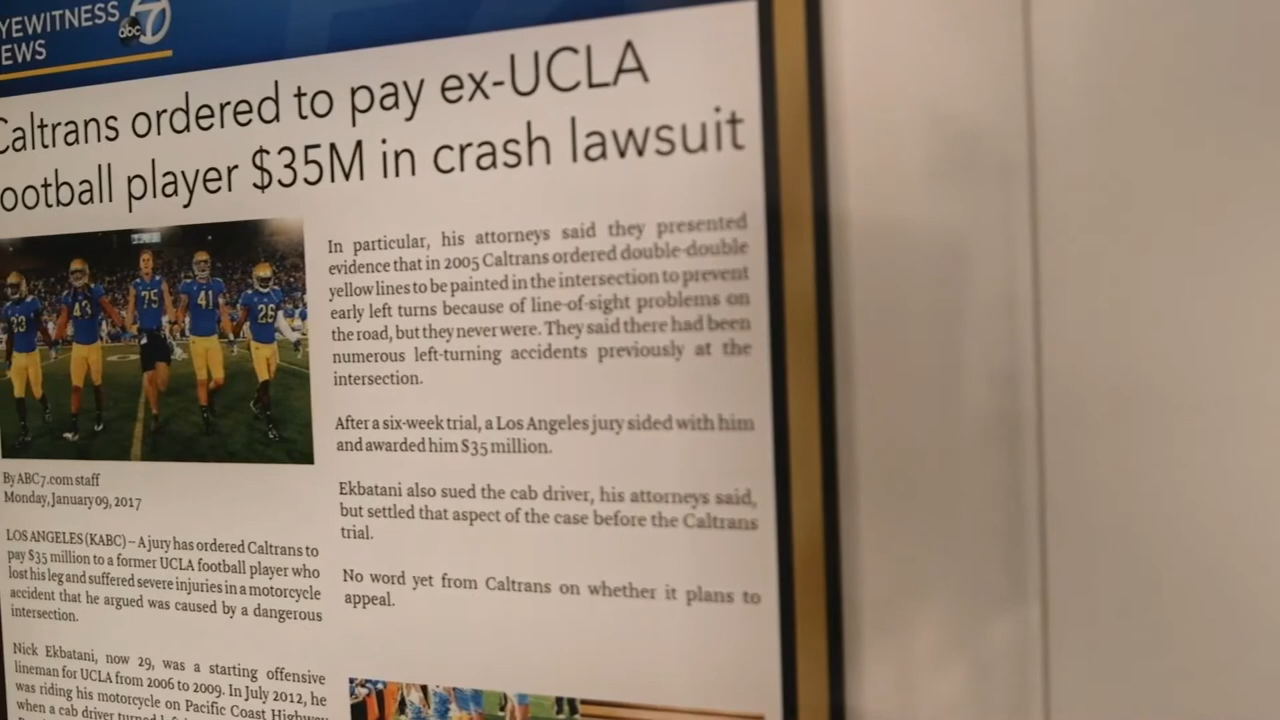 YEWITNESS
EWS
abc 7
Caltrans ordered to pay ex-UCLA
ootball player $35M in crash lawsuit
33
43
75
41
26
By ABC7.com staff
Monday, January 09, 2017
LOS ANGELES (KABC) -- A jury has ordered Caltrans to
pay $35 million to a former UCLA football player who
lost his leg and suffered severe injuries in a motorcycle
accident that he argued was caused by a dangerous
intersection.
Nick Ekbatani, now 29, was a starting offensive
lineman for UCLA from 2006 to 2009. In July 2012, he
was riding his motorcycle on Pacific Coast Highway
when a cab driver turned
In particular, his attorneys said they presented
evidence that in 2005 Caltrans ordered double-double
yellow lines to be painted in the intersection to prevent
early left turns because of line-of-sight problems on
the road, but they never were. They said there had been
numerous left-turning accidents previously at the
intersection.
After a six-week trial, a Los Angeles jury sided with him
and awarded him $35 million.
Ekbatani also sued the cab driver, his attorneys said,
but settled that aspect of the case before the Caltrans
trial.
No word yet from Caltrans on whether it plans to
appeal.